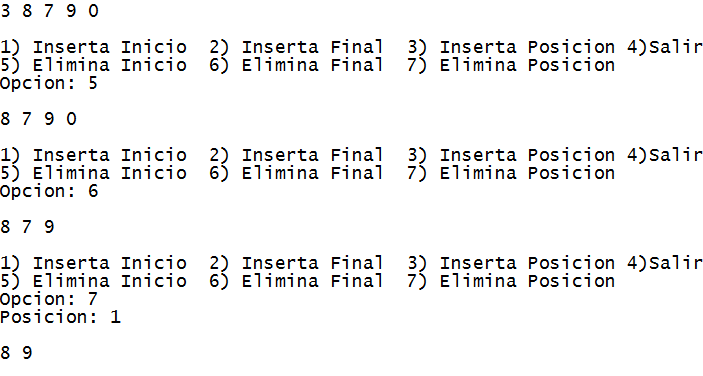 3 8 7 9 0
1) Inserta Inicio  2) Inserta Final  3) Inserta Posicion 4)Salir
5) Elimina Inicio  6) Elimina Final  7) Elimina Posicion
Opcion: 5
8 7 9 0
1) Inserta Inicio  2) Inserta Final  3) Inserta Posicion 4)Salir
5) Elimina Inicio  6) Elimina Final  7) Elimina Posicion
Opcion: 6
8 7 9
1) Inserta Inicio  2) Inserta Final  3) Inserta Posicion 4)Salir
5) Elimina Inicio  6) Elimina Final  7) Elimina Posicion
Opcion: 7
Posicion: 1
8 9